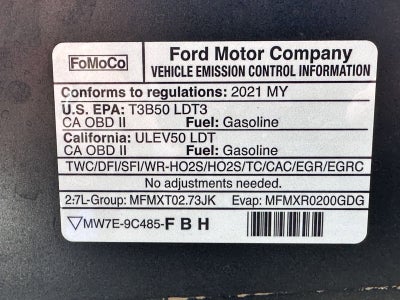 FoMoCo
Ford Motor Company
VEHICLE EMISSION CONTROL INFORMATION
Conforms to regulations: 2021 MY
U.S. EPA: T3B50 LDT3
CA OBD II Fuel: Gasoline
California: ULEV50 LDT
CA OBD II Fuel: Gasoline
TWC/DFI/SFI/WR-HO2S/HO2S/TC/CAC/EGR/EGRC
No adjustments needed.
2.7L-Group: MFMXT02.73JK Evap: MFMXR0200GDG
▽MW7E-9C485-F B H